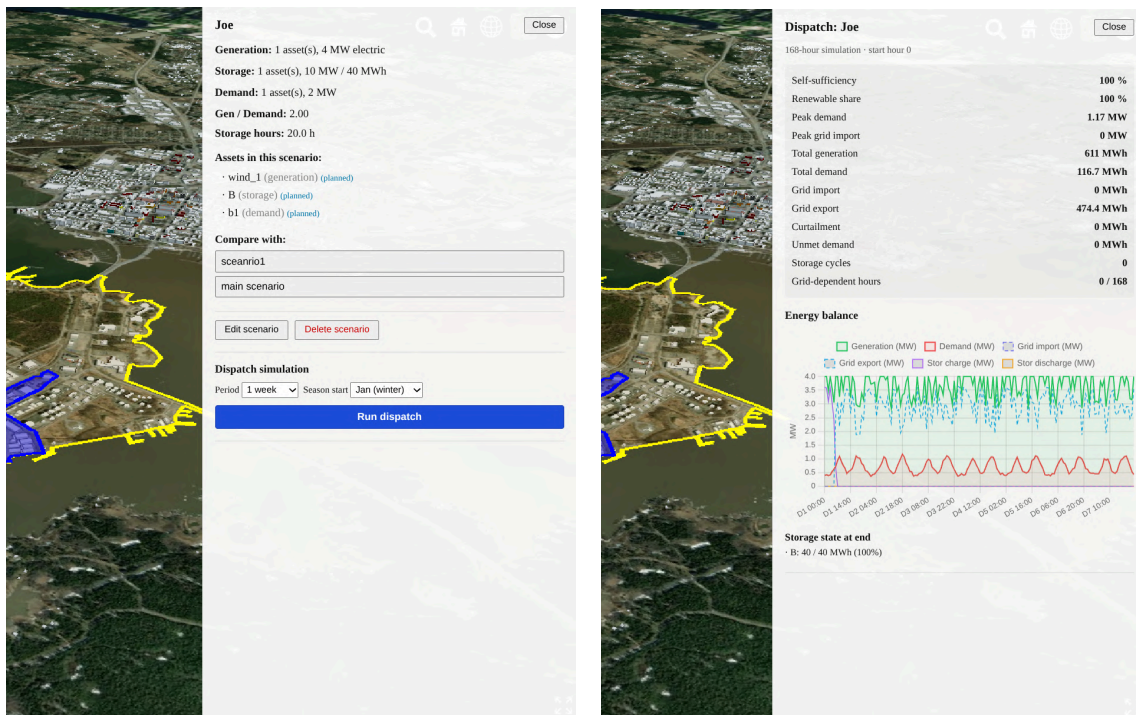 Joe
Close
Generation: 1 asset(s), 4 MW electric
Storage: 1 asset(s), 10 MW / 40 MWh
Demand: 1 asset(s), 2 MW
Gen / Demand: 2.00
Storage hours: 20.0 h
Assets in this scenario:
· wind_1 (generation) (planned)
· B (storage) (planned)
· b1 (demand) (planned)
Compare with:
sceanrio1
main scenario
Edit scenario Delete scenario
Dispatch simulation
Period 1 week Season start Jan (winter)
Run dispatch
Dispatch: Joe
Close
168-hour simulation · start hour 0
Self-sufficiency 100 %
Renewable share 100 %
Peak demand 1.17 MW
Peak grid import 0 MW
Total generation 611 MWh
Total demand 116.7 MWh
Grid import 0 MWh
Grid export 474.4 MWh
Curtailment 0 MWh
Unmet demand 0 MWh
Storage cycles 0
Grid-dependent hours 0 / 168
Energy balance
Generation (MW) Demand (MW) Grid import (MW)
Grid export (MW) Stor charge (MW) Stor discharge (MW)
4.0
3.5
3.0
2.5
2.0
1.5
1.0
0.5
0
MW
D1 00:00 D1 14:00 D2 04:00 D2 18:00 D3 08:00 D3 22:00 D4 12:00 D5 02:00 D5 16:00 D6 06:00 D6 20:00 D7 10:00
Storage state at end
· B: 40 / 40 MWh (100%)